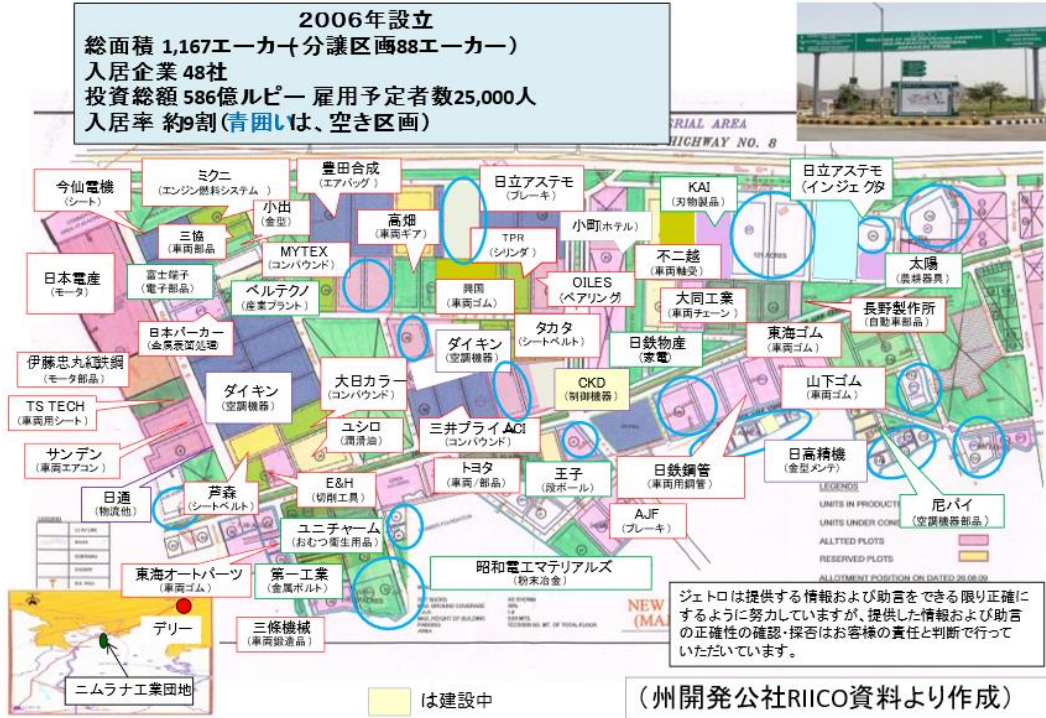 2006年設立
総面積 1,167エーカー(分譲区画88エーカー)
入居企業 48社
投資総額 586億ルピー 雇用予定者数25,000人
入居率 約9割(青囲いは、空き区画)
ERIAL AREA
HIGHWAY NO. 8
今仙電機
(シート)
ミクニ
(エンジン燃料システム)
小出
(金型)
豊田合成
(エアバッグ)
日立アステモ
(ブレーキ)
KAI
(刃物製品)
日立アステモ
(インジェクタ)
三協
(車両部品)
MYTEX
(コンパウンド)
高畑
(車両ギア)
TPR
(シリンダ)
小町(ホテル)
不二越
(車両軸受)
太陽
(農耕器具)
日本電産
(モータ)
富士端子
(電子部品)
ベルテクノ
(産業プラント)
興国
(車両ゴム)
OILES
(ベアリング)
大同工業
(車両チェーン)
長野製作所
(自動車部品)
日本パーカー
(金属表面処理)
ダイキン
(空調機器)
タカタ
(シートベルト)
日鉄物産
(家電)
東海ゴム
(車両ゴム)
伊藤忠丸紅鉄鋼
(モータ部品)
ダイキン
(空調機器)
大日カラー
(コンパウンド)
CKD
(制御機器)
山下ゴム
(車両ゴム)
TS TECH
(車両用シート)
ユシロ
(潤滑油)
三井プライムACI
(コンパウンド)
サンデン
(車両エアコン)
日通
(物流他)
芦森
(シートベルト)
E&H
(切削工具)
トヨタ
(車両/部品)
王子
(段ボール)
日鉄鋼管
(車両用鋼管)
日高精機
(金型メンテ)
LEGENDS
UNITS IN PRODUCTI
UNITS UNDER CONS
ALLTTED PLOTS
RESERVED PLOTS
ALLOTMENT POSITION ON DATED 26.08.09
尼パイ
(空調機器部品)
ユニチャーム
(おむつ衛生用品)
AJF
(ブレーキ)
東海オートパーツ
(車両ゴム)
第一工業
(金属ボルト)
昭和電工マテリアルズ
(粉末冶金)
三條機械
(車両鍛造品)
NEW
(MA
ジェトロは提供する情報および助言をできる限り正確に
するように努力していますが、提供した情報および助言
の正確性の確認・採否はお客様の責任と判断で行って
いただいています。
デリー
ニムラナ工業団地
は建設中
(州開発公社RIICO資料より作成)